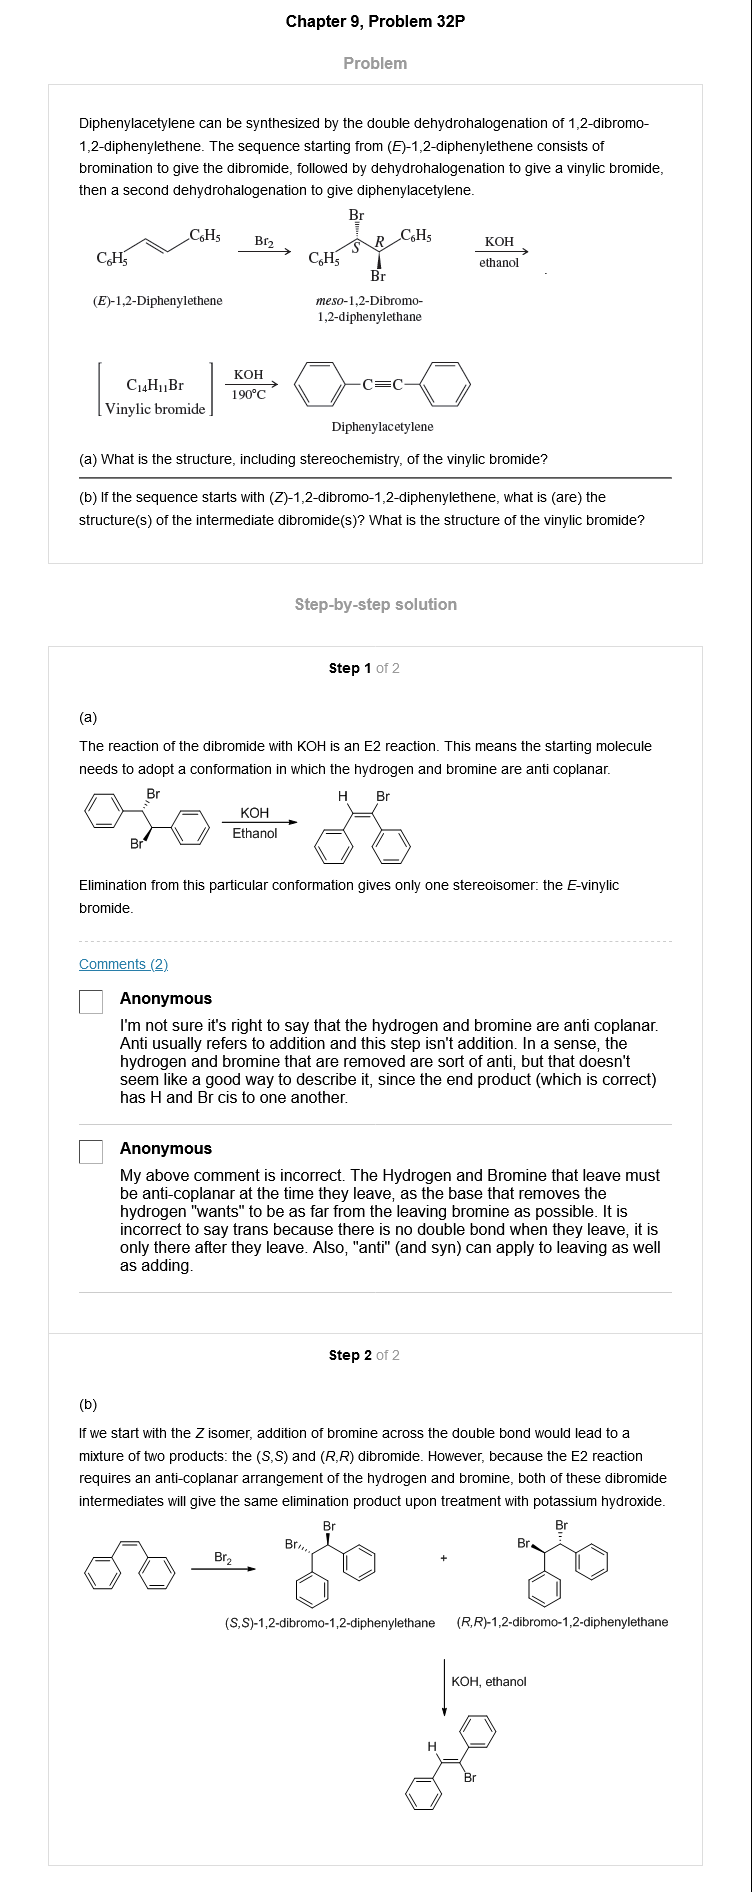 Chapter 9, Problem 32P
Problem
Diphenylacetylene can be synthesized by the double dehydrohalogenation of 1,2-dibromo-
1,2-diphenylethene. The sequence starting from (E)-1,2-diphenylethene consists of
bromination to give the dibromide, followed by dehydrohalogenation to give a vinylic bromide,
then a second dehydrohalogenation to give diphenylacetylene.
C₆H₅ C₆H₅ Br₂ Br S R C₆H₅ C₆H₅ Br KOH ethanol
(E)-1,2-Diphenylethene
meso-1,2-Dibromo-
1,2-diphenylethane
C₁₄H₁₁Br
Vinylic bromide
KOH
190°C
C≡C
Diphenylacetylene
(a) What is the structure, including stereochemistry, of the vinylic bromide?
(b) If the sequence starts with (Z)-1,2-dibromo-1,2-diphenylethene, what is (are) the
structure(s) of the intermediate dibromide(s)? What is the structure of the vinylic bromide?
Step-by-step solution
Step 1 of 2
(a)
The reaction of the dibromide with KOH is an E2 reaction. This means the starting molecule
needs to adopt a conformation in which the hydrogen and bromine are anti coplanar.
Br
Br
KOH
Ethanol
H Br
Elimination from this particular conformation gives only one stereoisomer: the E-vinylic
bromide.
Comments (2)
Anonymous
I'm not sure it's right to say that the hydrogen and bromine are anti coplanar.
Anti usually refers to addition and this step isn't addition. In a sense, the
hydrogen and bromine that are removed are sort of anti, but that doesn't
seem like a good way to describe it, since the end product (which is correct)
has H and Br cis to one another.
Anonymous
My above comment is incorrect. The Hydrogen and Bromine that leave must
be anti-coplanar at the time they leave, as the base that removes the
hydrogen "wants" to be as far from the leaving bromine as possible. It is
incorrect to say trans because there is no double bond when they leave, it is
only there after they leave. Also, "anti" (and syn) can apply to leaving as well
as adding.
Step 2 of 2
(b)
If we start with the Z isomer, addition of bromine across the double bond would lead to a
mixture of two products: the (S,S) and (R,R) dibromide. However, because the E2 reaction
requires an anti-coplanar arrangement of the hydrogen and bromine, both of these dibromide
intermediates will give the same elimination product upon treatment with potassium hydroxide.
Br₂
Br Br
+
Br Br
(S,S)-1,2-dibromo-1,2-diphenylethane (R,R)-1,2-dibromo-1,2-diphenylethane
KOH, ethanol
H
Br